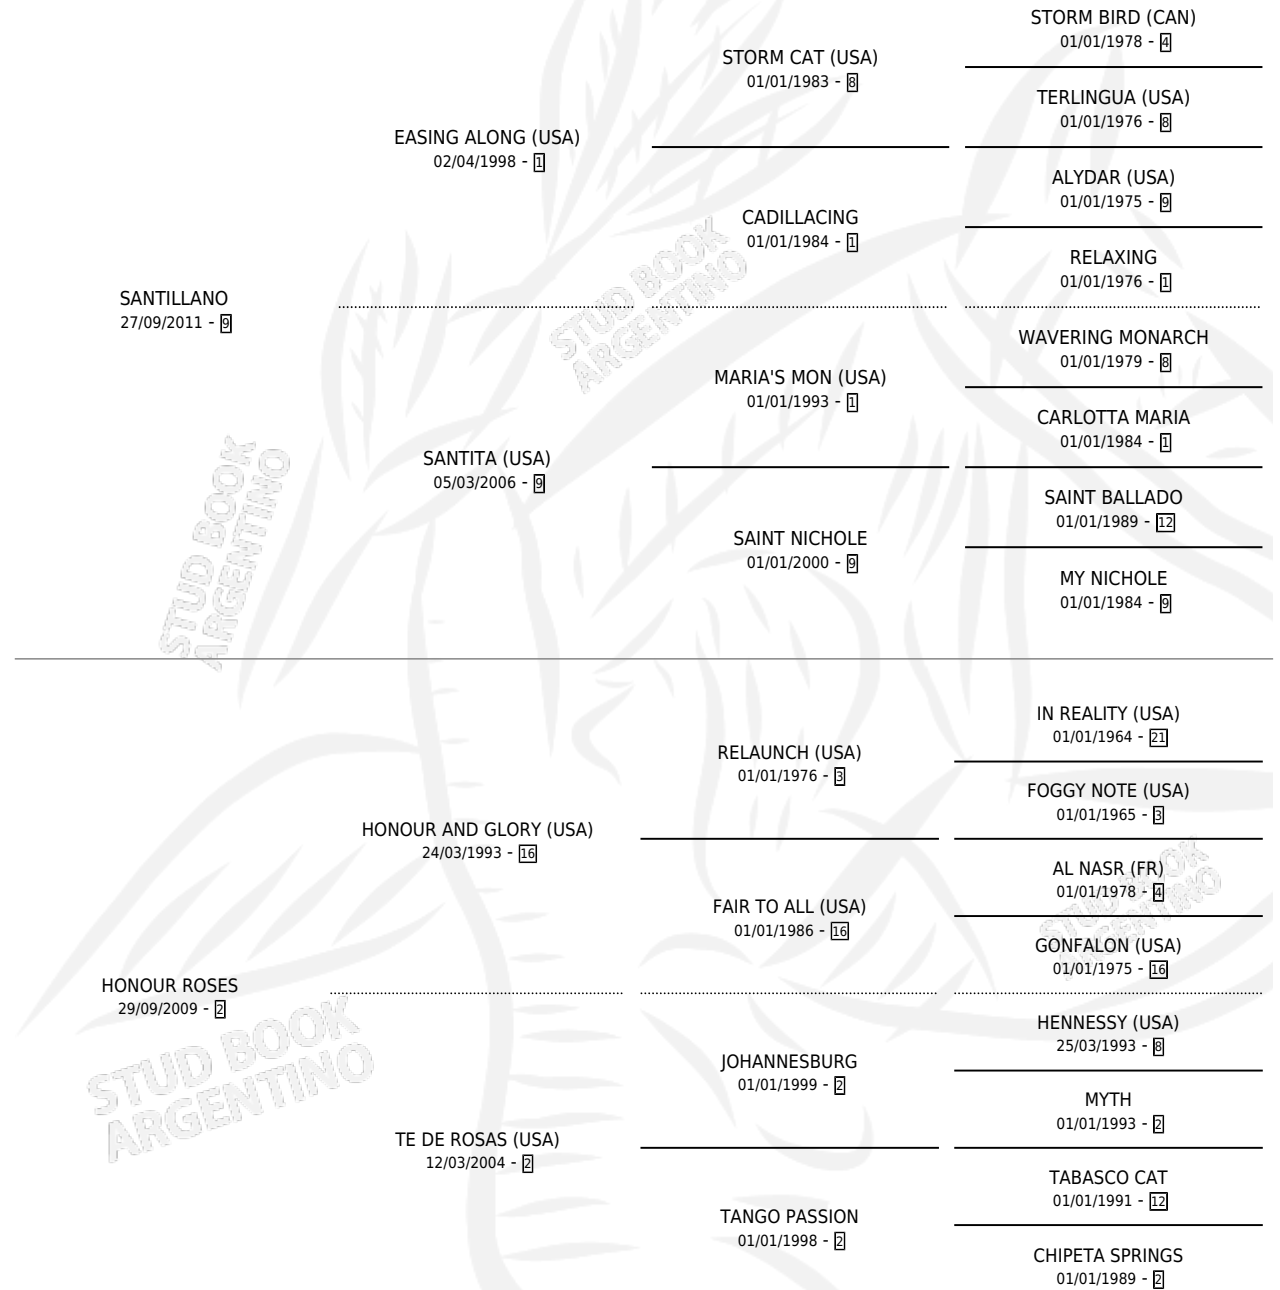 STORM BIRD (CAN)
01/01/1978 - 4
STORM CAT (USA)
01/01/1983 - 8
TERLINGUA (USA)
01/01/1976 - 8
EASING ALONG (USA)
02/04/1998 - 1
ALYDAR (USA)
01/01/1975 - 9
CADILLACING
01/01/1984 - 1
RELAXING
01/01/1976 - 1
SANTILLANO
27/09/2011 - 9
WAVERING MONARCH
01/01/1979 - 8
MARIA'S MON (USA)
01/01/1993 - 1
CARLOTTA MARIA
01/01/1984 - 1
SANTITA (USA)
05/03/2006 - 9
SAINT BALLADO
01/01/1989 - 12
SAINT NICHOLE
01/01/2000 - 9
MY NICHOLE
01/01/1984 - 9
IN REALITY (USA)
01/01/1964 - 21
RELAUNCH (USA)
01/01/1976 - 3
FOGGY NOTE (USA)
01/01/1965 - 3
HONOUR AND GLORY (USA)
24/03/1993 - 16
AL NASR (FR)
01/01/1978 - 4
FAIR TO ALL (USA)
01/01/1986 - 16
GONFALON (USA)
01/01/1975 - 16
HONOUR ROSES
29/09/2009 - 2
HENNESSY (USA)
25/03/1993 - 8
JOHANNESBURG
01/01/1999 - 2
MYTH
01/01/1993 - 2
TE DE ROSAS (USA)
12/03/2004 - 2
TABASCO CAT
01/01/1991 - 12
TANGO PASSION
01/01/1998 - 2
CHIPETA SPRINGS
01/01/1989 - 2
STUD BOOK
ARGENTINO
STUD BOOK
ARGENTINO
STUD BOOK
ARGENTINO
STUD BOOK
ARGENTINO